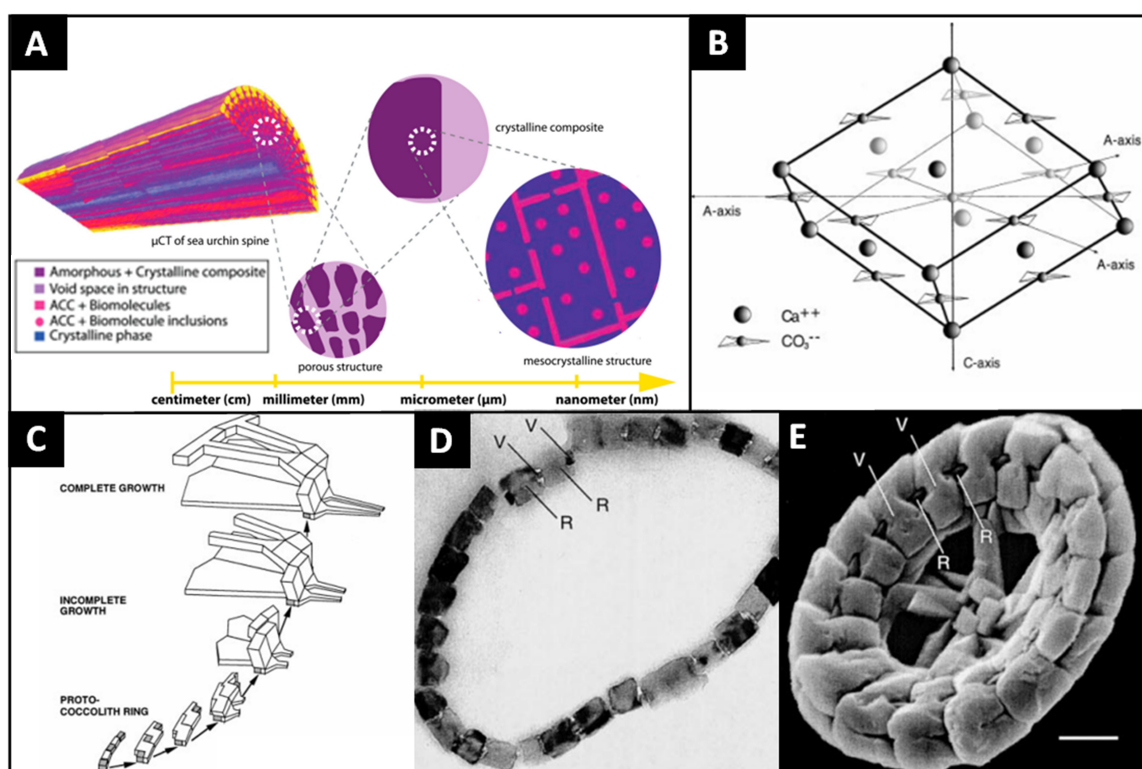 A
crystalline composite
µCT of sea urchin spine
Amorphous + Crystalline composite
Void space in structure
ACC + Biomolecules
ACC + Biomolecule inclusions
Crystalline phase
porous structure
mesocrystalline structure
centimeter (cm) millimeter (mm) micrometer (µm) nanometer (nm)
B
A-axis
A-axis
A-axis
Ca++
CO3--
C-axis
C
COMPLETE GROWTH
INCOMPLETE
GROWTH
PROTO-
COCCOLITH RING
D
V
V
R
R
E
V
V
R
R